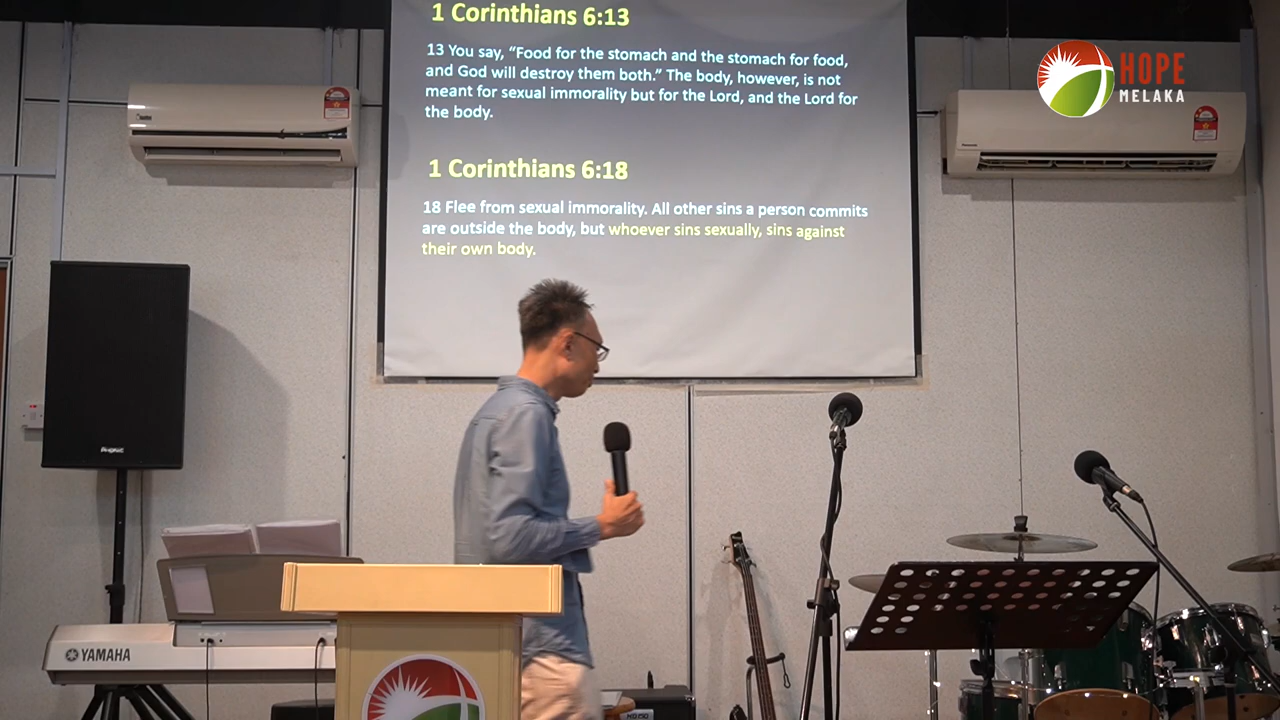 1 Corinthians 6:13
13 You say, “Food for the stomach and the stomach for food,
and God will destroy them both.” The body, however, is not
meant for sexual immorality but for the Lord, and the Lord for
the body.
1 Corinthians 6:18
18 Flee from sexual immorality. All other sins a person commits
are outside the body, but whoever sins sexually, sins against
their own body.
HOPE
MELAKA
YAMAHA